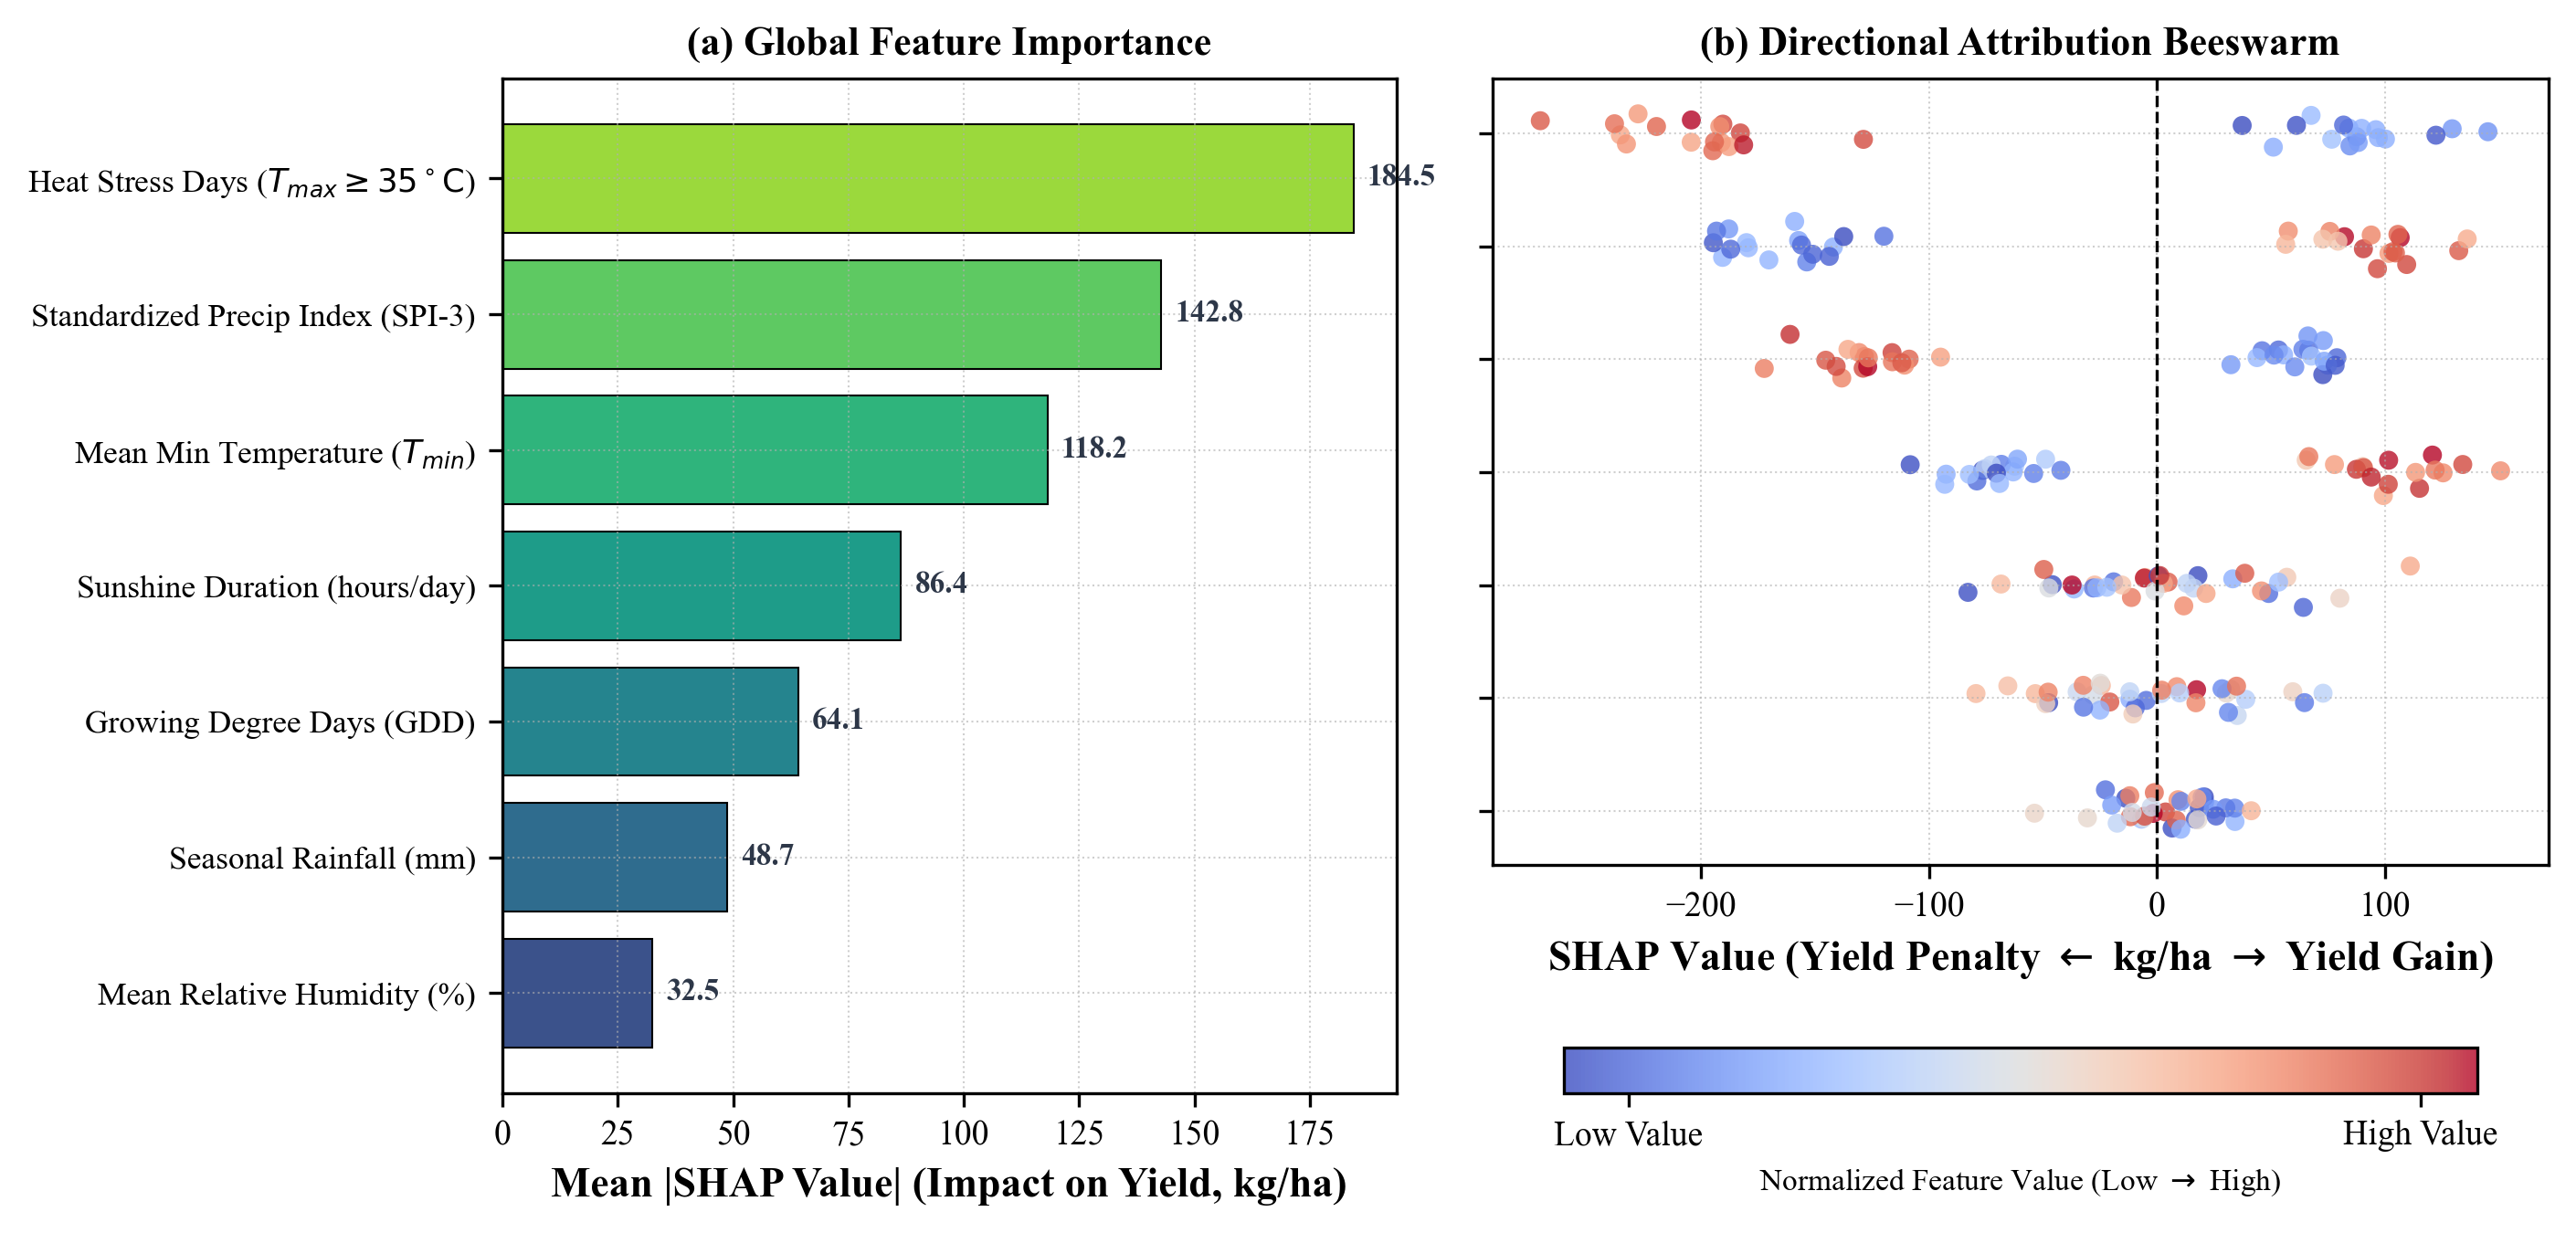 (a) Global Feature Importance
Heat Stress Days (T_max ≥ 35°C)
184.5
Standardized Precip Index (SPI-3)
142.8
Mean Min Temperature (T_min)
118.2
Sunshine Duration (hours/day)
86.4
Growing Degree Days (GDD)
64.1
Seasonal Rainfall (mm)
48.7
Mean Relative Humidity (%)
32.5
0 25 50 75 100 125 150 175
Mean |SHAP Value| (Impact on Yield, kg/ha)
(b) Directional Attribution Beeswarm
−200 −100 0 100
SHAP Value (Yield Penalty ← kg/ha → Yield Gain)
Low Value High Value
Normalized Feature Value (Low → High)